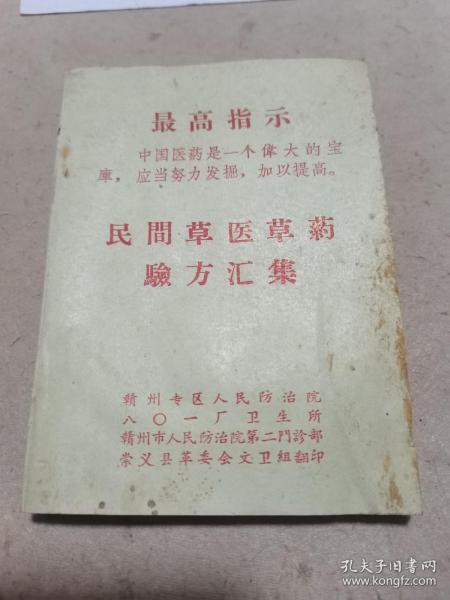 最高指示
中国医药是一个偉大的宝
庫，应当努力发掘，加以提高。
民間草医草葯
驗方汇集
赣州专区人民防治院
八〇一厂卫生所
赣州市人民防治院第二門診部
崇义县革委会文卫组翻印
孔夫子旧书网
www.kongfz.com